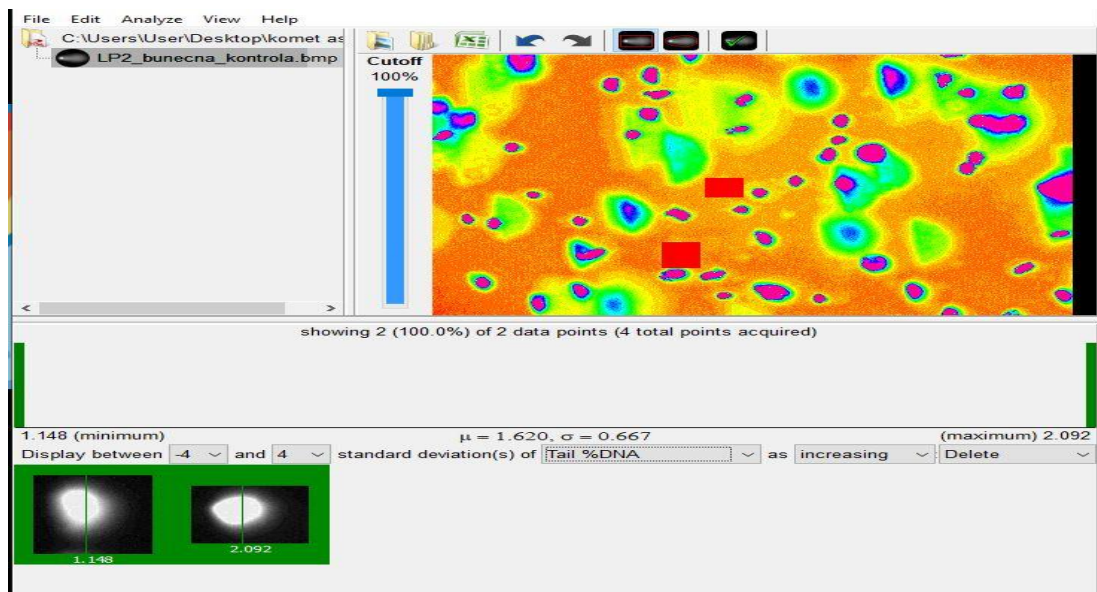 File Edit Analyze View Help
C:\Users\User\Desktop\komet as
LP2_bunecna_kontrola.bmp
Cutoff
100%
showing 2 (100.0%) of 2 data points (4 total points acquired)
1.148 (minimum)
μ = 1.620, σ = 0.667
(maximum) 2.092
Display between -4 and 4 standard deviation(s) of Tail %DNA as increasing Delete
1.148
2.092